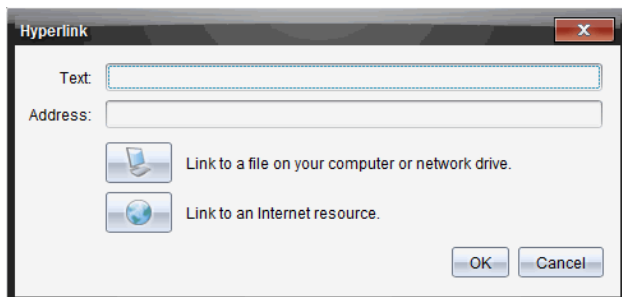 Hyperlink
Text:
Address:
Link to a file on your computer or network drive.
Link to an Internet resource.
OK Cancel